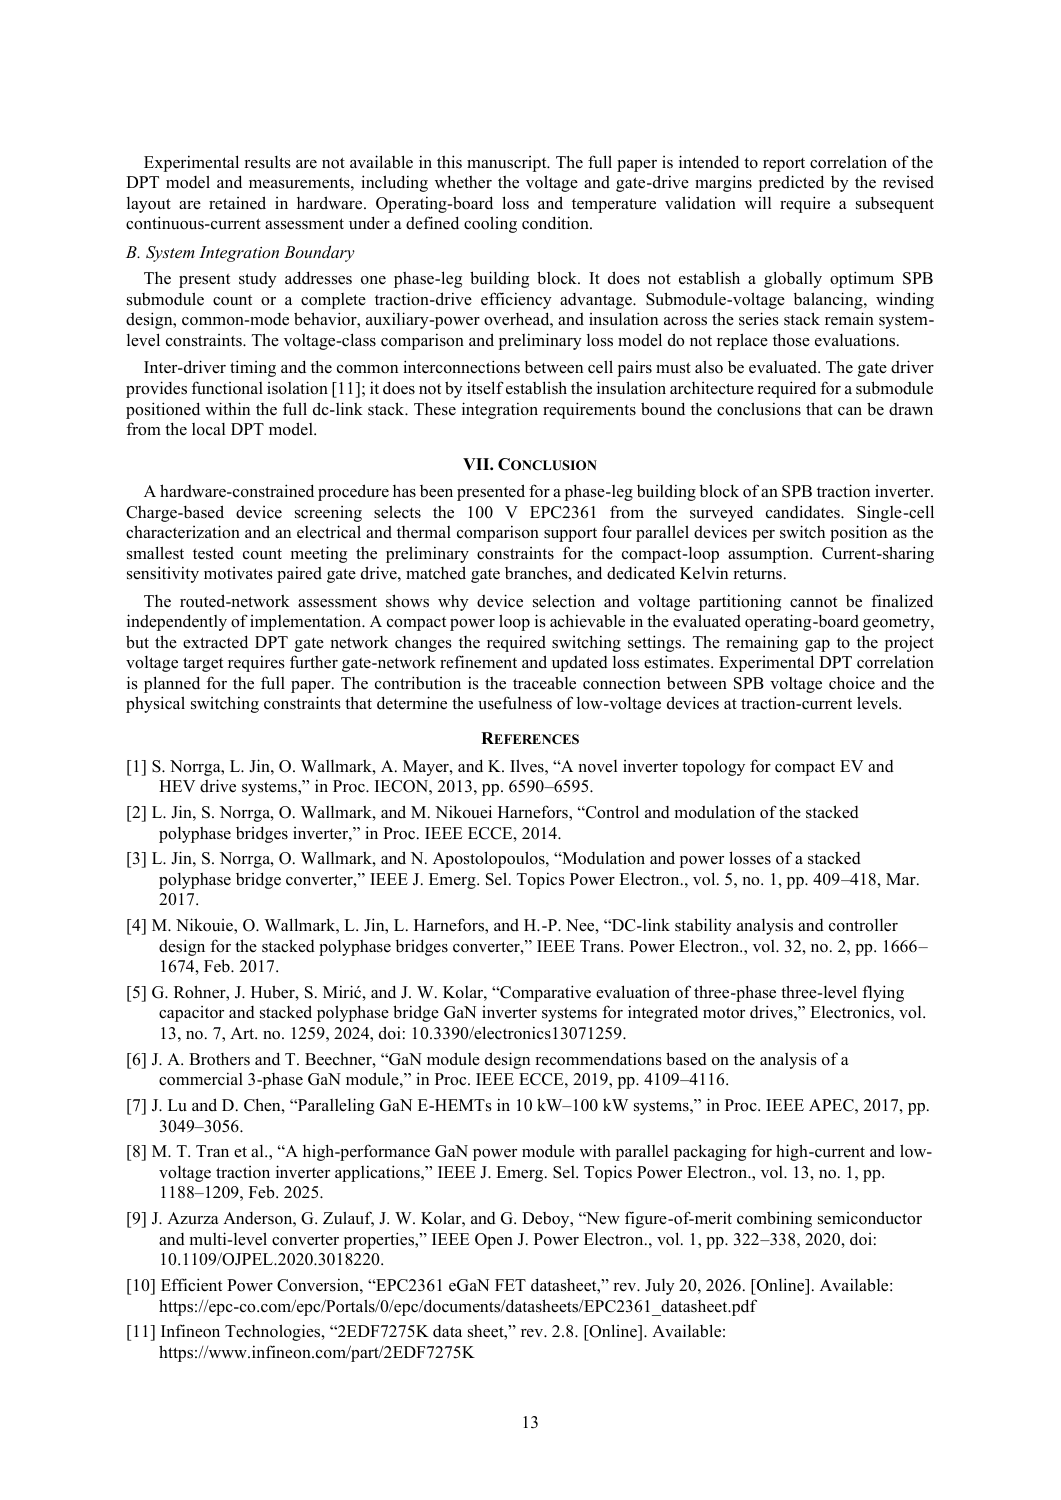 Experimental results are not available in this manuscript. The full paper is intended to report correlation of the
DPT model and measurements, including whether the voltage and gate-drive margins predicted by the revised
layout are retained in hardware. Operating-board loss and temperature validation will require a subsequent
continuous-current assessment under a defined cooling condition.
B. System Integration Boundary
The present study addresses one phase-leg building block. It does not establish a globally optimum SPB
submodule count or a complete traction-drive efficiency advantage. Submodule-voltage balancing, winding
design, common-mode behavior, auxiliary-power overhead, and insulation across the series stack remain system-
level constraints. The voltage-class comparison and preliminary loss model do not replace those evaluations.
Inter-driver timing and the common interconnections between cell pairs must also be evaluated. The gate driver
provides functional isolation [11]; it does not by itself establish the insulation architecture required for a submodule
positioned within the full dc-link stack. These integration requirements bound the conclusions that can be drawn
from the local DPT model.
VII. CONCLUSION
A hardware-constrained procedure has been presented for a phase-leg building block of an SPB traction inverter.
Charge-based device screening selects the 100 V EPC2361 from the surveyed candidates. Single-cell
characterization and an electrical and thermal comparison support four parallel devices per switch position as the
smallest tested count meeting the preliminary constraints for the compact-loop assumption. Current-sharing
sensitivity motivates paired gate drive, matched gate branches, and dedicated Kelvin returns.
The routed-network assessment shows why device selection and voltage partitioning cannot be finalized
independently of implementation. A compact power loop is achievable in the evaluated operating-board geometry,
but the extracted DPT gate network changes the required switching settings. The remaining gap to the project
voltage target requires further gate-network refinement and updated loss estimates. Experimental DPT correlation
is planned for the full paper. The contribution is the traceable connection between SPB voltage choice and the
physical switching constraints that determine the usefulness of low-voltage devices at traction-current levels.
REFERENCES
[1] S. Norrga, L. Jin, O. Wallmark, A. Mayer, and K. Ilves, “A novel inverter topology for compact EV and
HEV drive systems,” in Proc. IECON, 2013, pp. 6590–6595.
[2] L. Jin, S. Norrga, O. Wallmark, and M. Nikouei Harnefors, “Control and modulation of the stacked
polyphase bridges inverter,” in Proc. IEEE ECCE, 2014.
[3] L. Jin, S. Norrga, O. Wallmark, and N. Apostolopoulos, “Modulation and power losses of a stacked
polyphase bridge converter,” IEEE J. Emerg. Sel. Topics Power Electron., vol. 5, no. 1, pp. 409–418, Mar.
2017.
[4] M. Nikouie, O. Wallmark, L. Jin, L. Harnefors, and H.-P. Nee, “DC-link stability analysis and controller
design for the stacked polyphase bridges converter,” IEEE Trans. Power Electron., vol. 32, no. 2, pp. 1666–
1674, Feb. 2017.
[5] G. Rohner, J. Huber, S. Mirić, and J. W. Kolar, “Comparative evaluation of three-phase three-level flying
capacitor and stacked polyphase bridge GaN inverter systems for integrated motor drives,” Electronics, vol.
13, no. 7, Art. no. 1259, 2024, doi: 10.3390/electronics13071259.
[6] J. A. Brothers and T. Beechner, “GaN module design recommendations based on the analysis of a
commercial 3-phase GaN module,” in Proc. IEEE ECCE, 2019, pp. 4109–4116.
[7] J. Lu and D. Chen, “Paralleling GaN E-HEMTs in 10 kW–100 kW systems,” in Proc. IEEE APEC, 2017, pp.
3049–3056.
[8] M. T. Tran et al., “A high-performance GaN power module with parallel packaging for high-current and low-
voltage traction inverter applications,” IEEE J. Emerg. Sel. Topics Power Electron., vol. 13, no. 1, pp.
1188–1209, Feb. 2025.
[9] J. Azurza Anderson, G. Zulauf, J. W. Kolar, and G. Deboy, “New figure-of-merit combining semiconductor
and multi-level converter properties,” IEEE Open J. Power Electron., vol. 1, pp. 322–338, 2020, doi:
10.1109/OJPEL.2020.3018220.
[10] Efficient Power Conversion, “EPC2361 eGaN FET datasheet,” rev. July 20, 2026. [Online]. Available:
https://epc-co.com/epc/Portals/0/epc/documents/datasheets/EPC2361_datasheet.pdf
[11] Infineon Technologies, “2EDF7275K data sheet,” rev. 2.8. [Online]. Available:
https://www.infineon.com/part/2EDF7275K
13